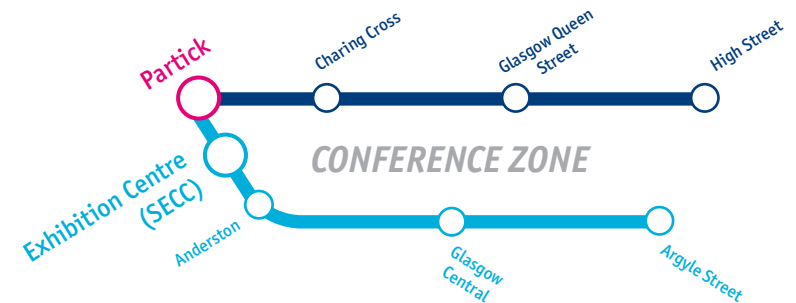 Partick
Charing Cross
Glasgow Queen
Street
High Street
CONFERENCE ZONE
Exhibition Centre
(SECC)
Anderston
Glasgow
Central
Argyle Street